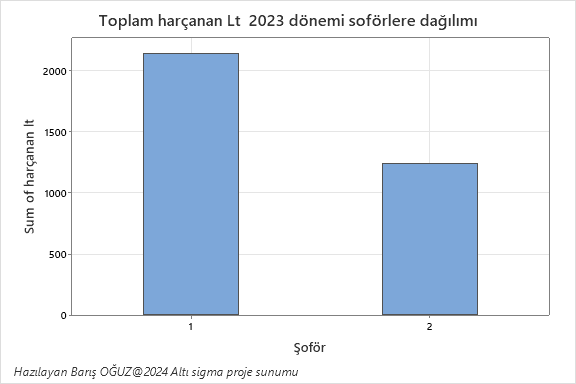 Toplam harçanan Lt  2023 dönemi soförlere dağılımı
Sum of harçanan lt
2000
1500
1000
500
0
1
2
Şofór
Hazılayan Barış OĞUZ@2024 Altı sigma proje sunumu